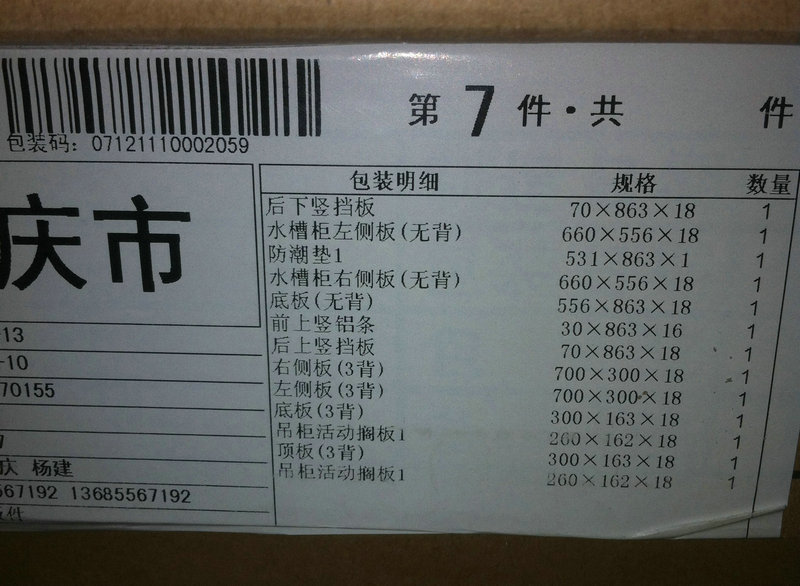 包装码: 07121110002059
第 7 件·共 件
庆市
包装明细 规格 数量
后下竖挡板 70×863×18 1
水槽柜左侧板(无背) 660×556×18 1
防潮垫1 531×863×1 1
水槽柜右侧板(无背) 660×556×18 1
底板(无背) 556×863×18 1
前上竖铝条 30×863×16 1
后上竖挡板 70×863×18 1
右侧板(3背) 700×300×18 1
左侧板(3背) 700×300×18 1
底板(3背) 300×163×18 1
吊柜活动搁板1 260×162×18 1
顶板(3背) 300×163×18 1
吊柜活动搁板1 260×162×18 1
-13
-10
70155
庆 杨建
567192 13685567192
件